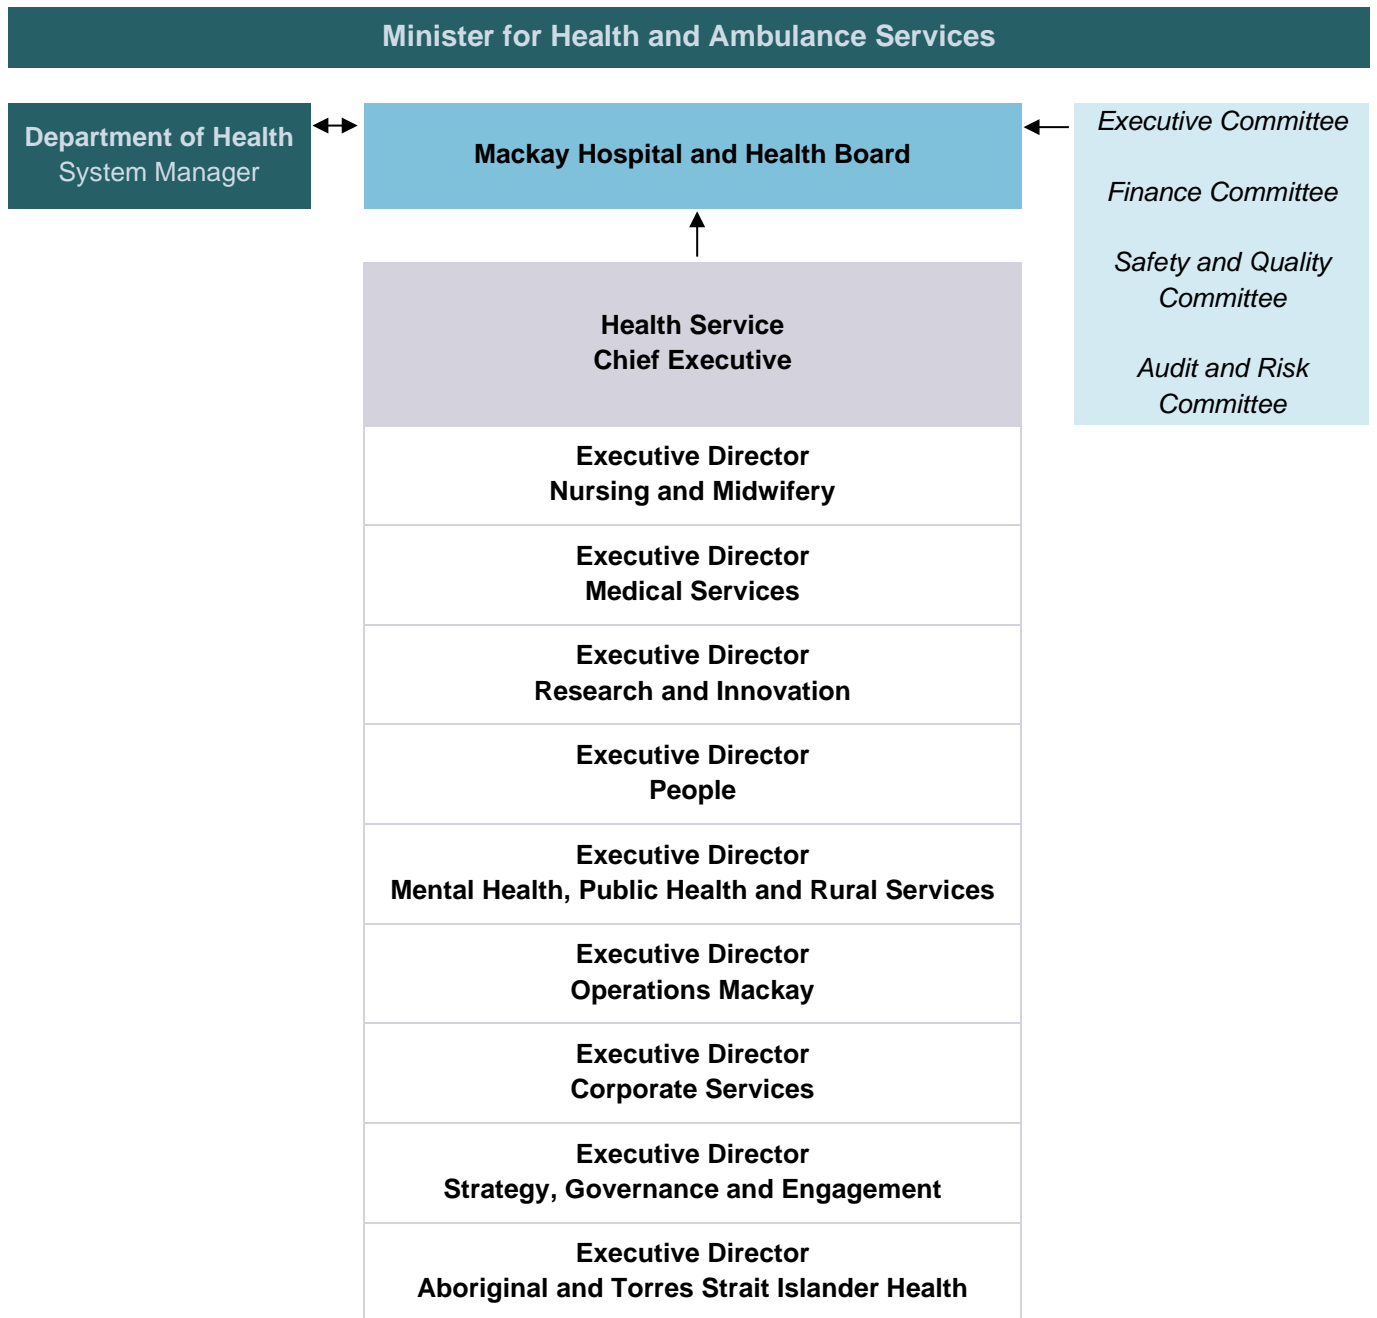 Minister for Health and Ambulance Services
Department of Health
System Manager
Mackay Hospital and Health Board
Executive Committee
Finance Committee
Safety and Quality
Committee
Audit and Risk
Committee
Health Service
Chief Executive
Executive Director
Nursing and Midwifery
Executive Director
Medical Services
Executive Director
Research and Innovation
Executive Director
People
Executive Director
Mental Health, Public Health and Rural Services
Executive Director
Operations Mackay
Executive Director
Corporate Services
Executive Director
Strategy, Governance and Engagement
Executive Director
Aboriginal and Torres Strait Islander Health